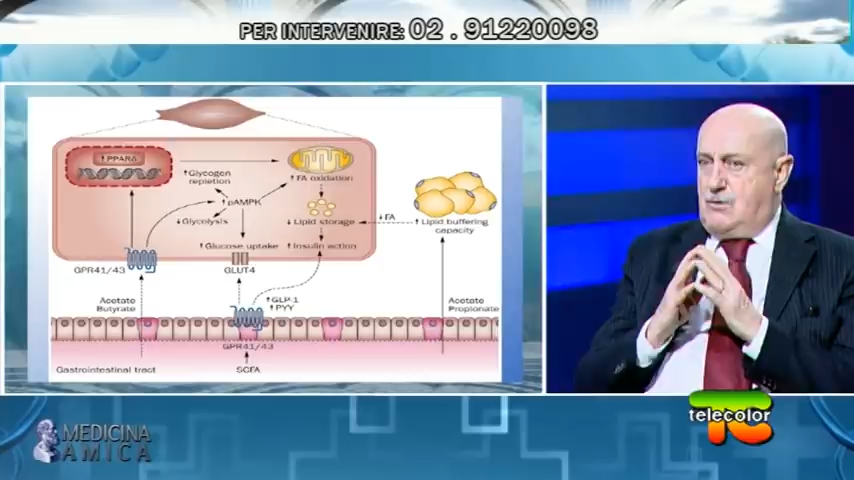 PER INTERVENIRE: 02 . 91220098
↑PPARδ
↑Glycogen
repletion
↑FA oxidation
↑pAMPK
↓Glycolysis
↓Lipid storage
↓FA
↑Lipid buffering
capacity
↑Glucose uptake
↑Insulin action
GPR41/43
GLUT4
Acetate
Butyrate
↑GLP-1
↑PYY
Acetate
Propionate
GPR41/43
Gastrointestinal tract
SCFA
MEDICINA
AMICA
telecolor
TC